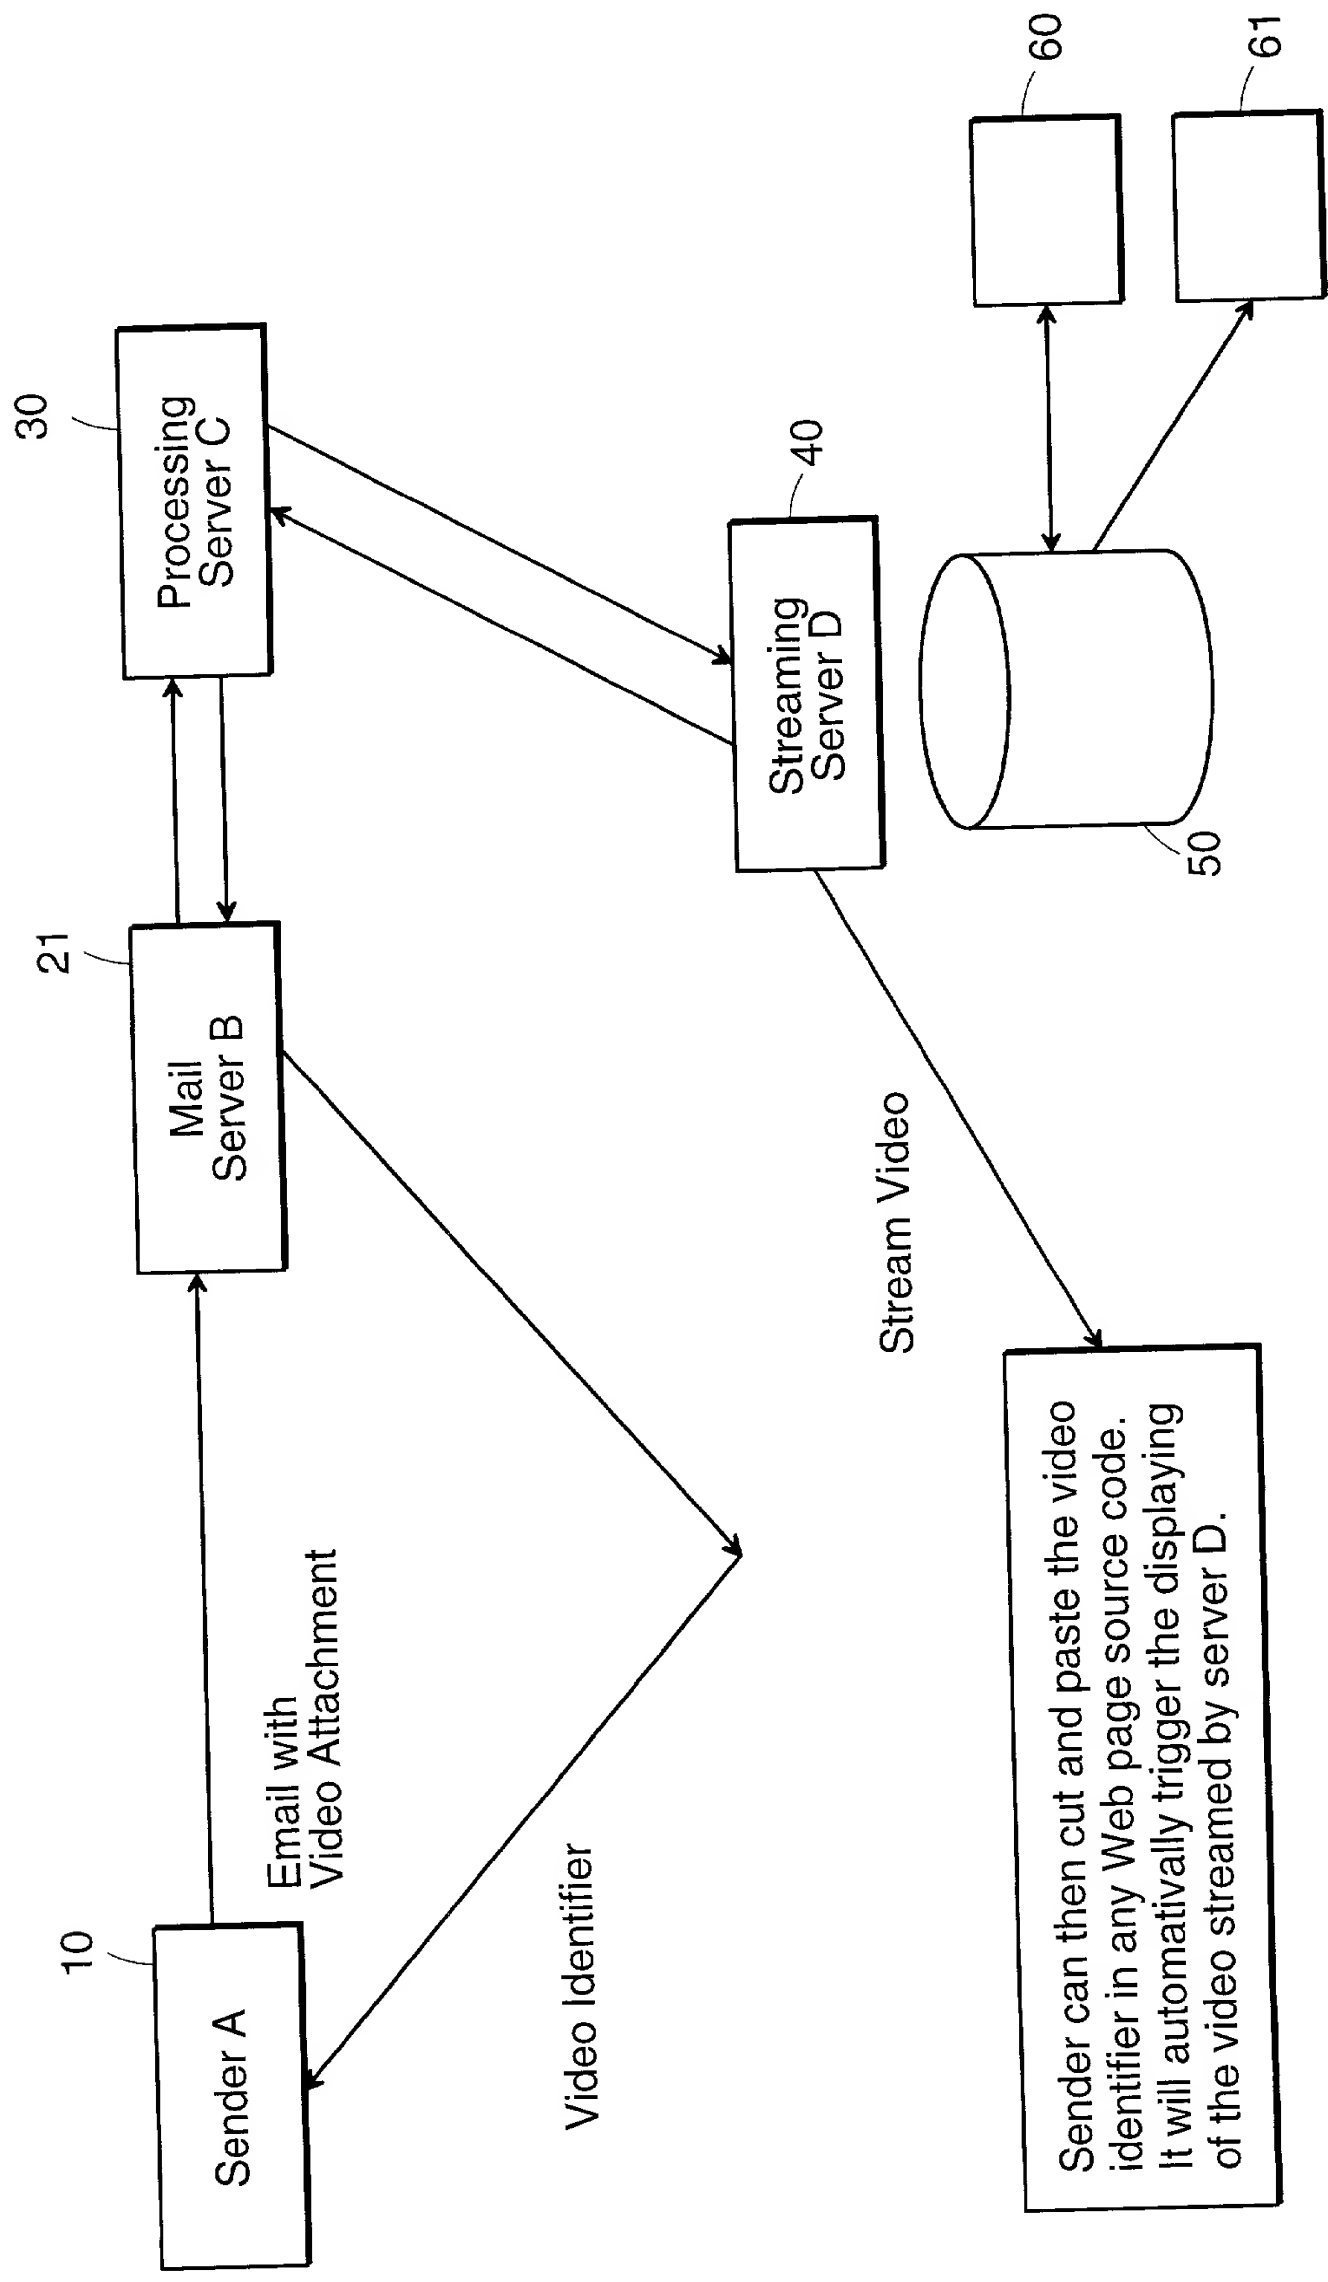 10
Sender A
Email with
Video Attachment
21
Mail
Server B
30
Processing
Server C
Video Identifier
40
Streaming
Server D
Stream Video
50
60
61
Sender can then cut and paste the video
identifier in any Web page source code.
It will automativally trigger the displaying
of the video streamed by server D.